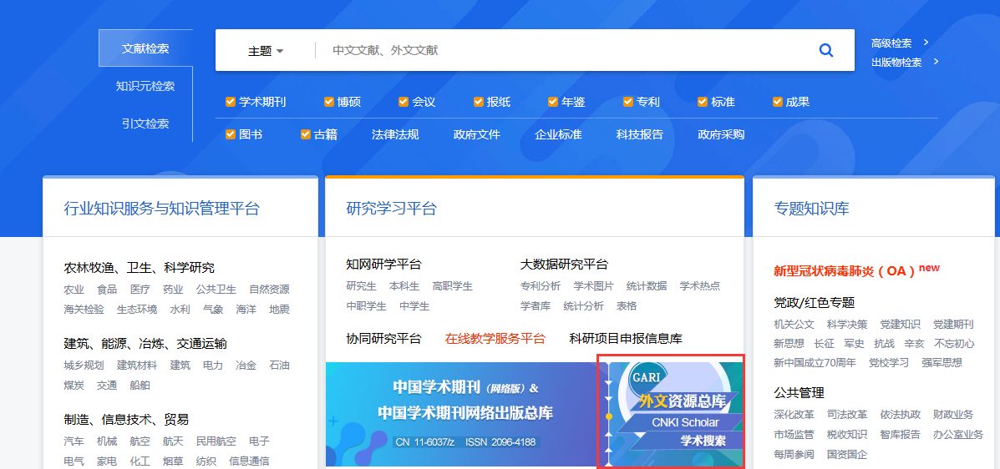 文献检索
主题
中文文献、外文文献
高级检索
出版物检索
知识元检索
引文检索
学术期刊 博硕 会议 报纸 年鉴 专利 标准 成果
图书 古籍 法律法规 政府文件 企业标准 科技报告 政府采购
行业知识服务与知识管理平台
农林牧渔、卫生、科学研究
农业 食品 医疗 药业 公共卫生 自然资源
海关检验 生态环境 水利 气象 海洋 地震
建筑、能源、冶炼、交通运输
城乡规划 建筑材料 建筑 电力 冶金 石油
煤炭 交通 船舶
制造、信息技术、贸易
汽车 机械 航空 航天 民用航空 电子
电气 家电 化工 烟草 纺织 信息通信
研究学习平台
知网研学平台
研究生 本科生 高职学生
中职学生 中学生
大数据研究平台
专利分析 学术图片 统计数据 学术热点
学者库 统计分析 表格
协同研究平台 在线教学服务平台 科研项目申报信息库
中国学术期刊（网络版）&
中国学术期刊网络出版总库
CN 11-6037/z ISSN 2096-4188
GARI
外文资源总库
CNKI Scholar
学术搜索
专题知识库
新型冠状病毒肺炎（OA）new
党政/红色专题
机关公文 科学决策 党建知识 党建期刊
新思想 长征 军史 抗战 辛亥 不忘初心
新中国成立70周年 党校学习 强军思想
公共管理
深化改革 司法改革 依法执政 财政业务
市场监管 税收知识 智库报告 办公室业务
每周参阅 国资国企